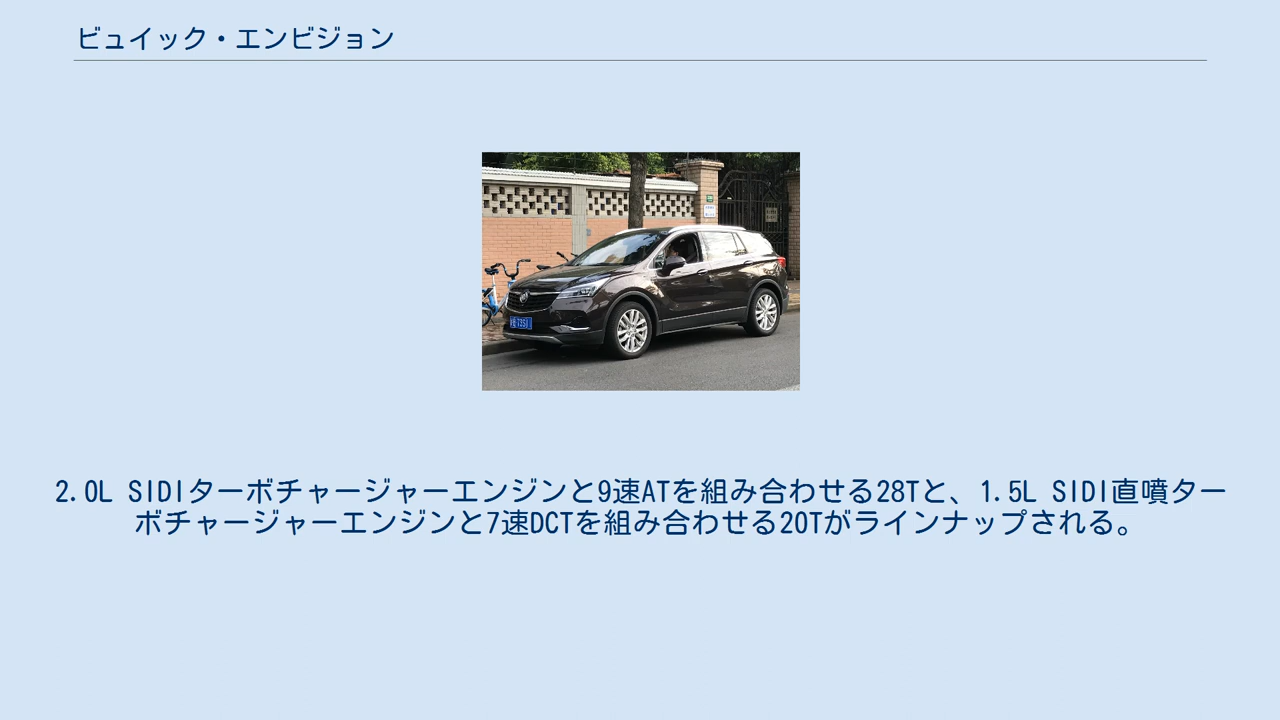 ビュイック・エンビジョン
2.0L SIDIターボチャージャーエンジンと9速ATを組み合わせる28Tと、1.5L SIDI直噴ター
ボチャージャーエンジンと7速DCTを組み合わせる20Tがラインナップされる。